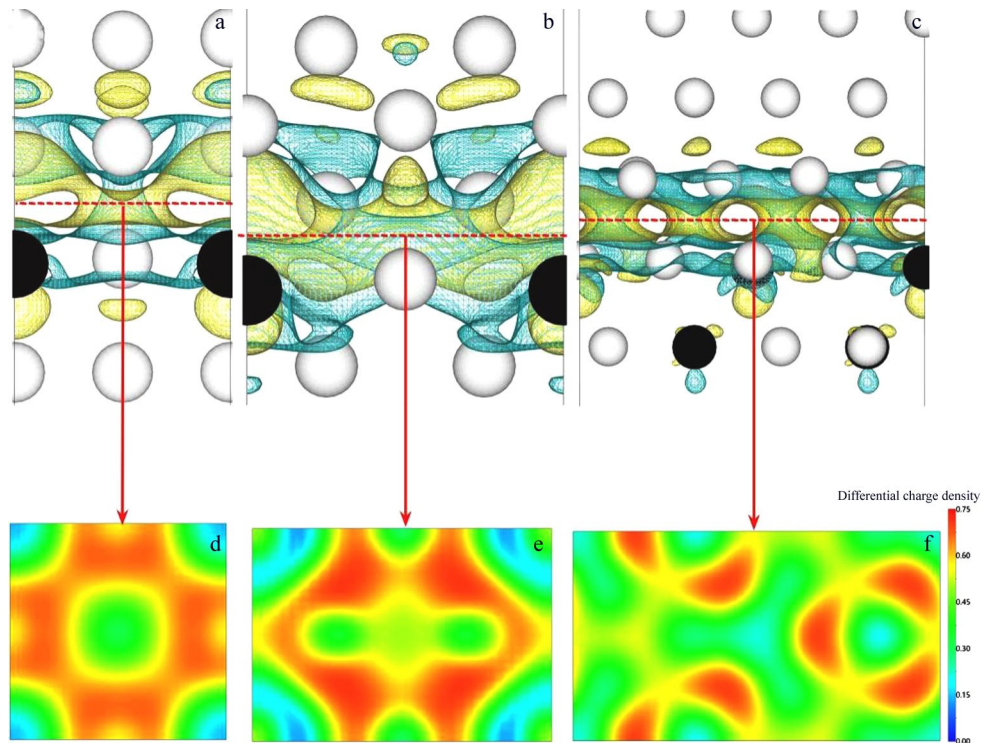 a
b
c
Differential charge density
d
e
f
0.75
0.60
0.45
0.30
0.15
0.00